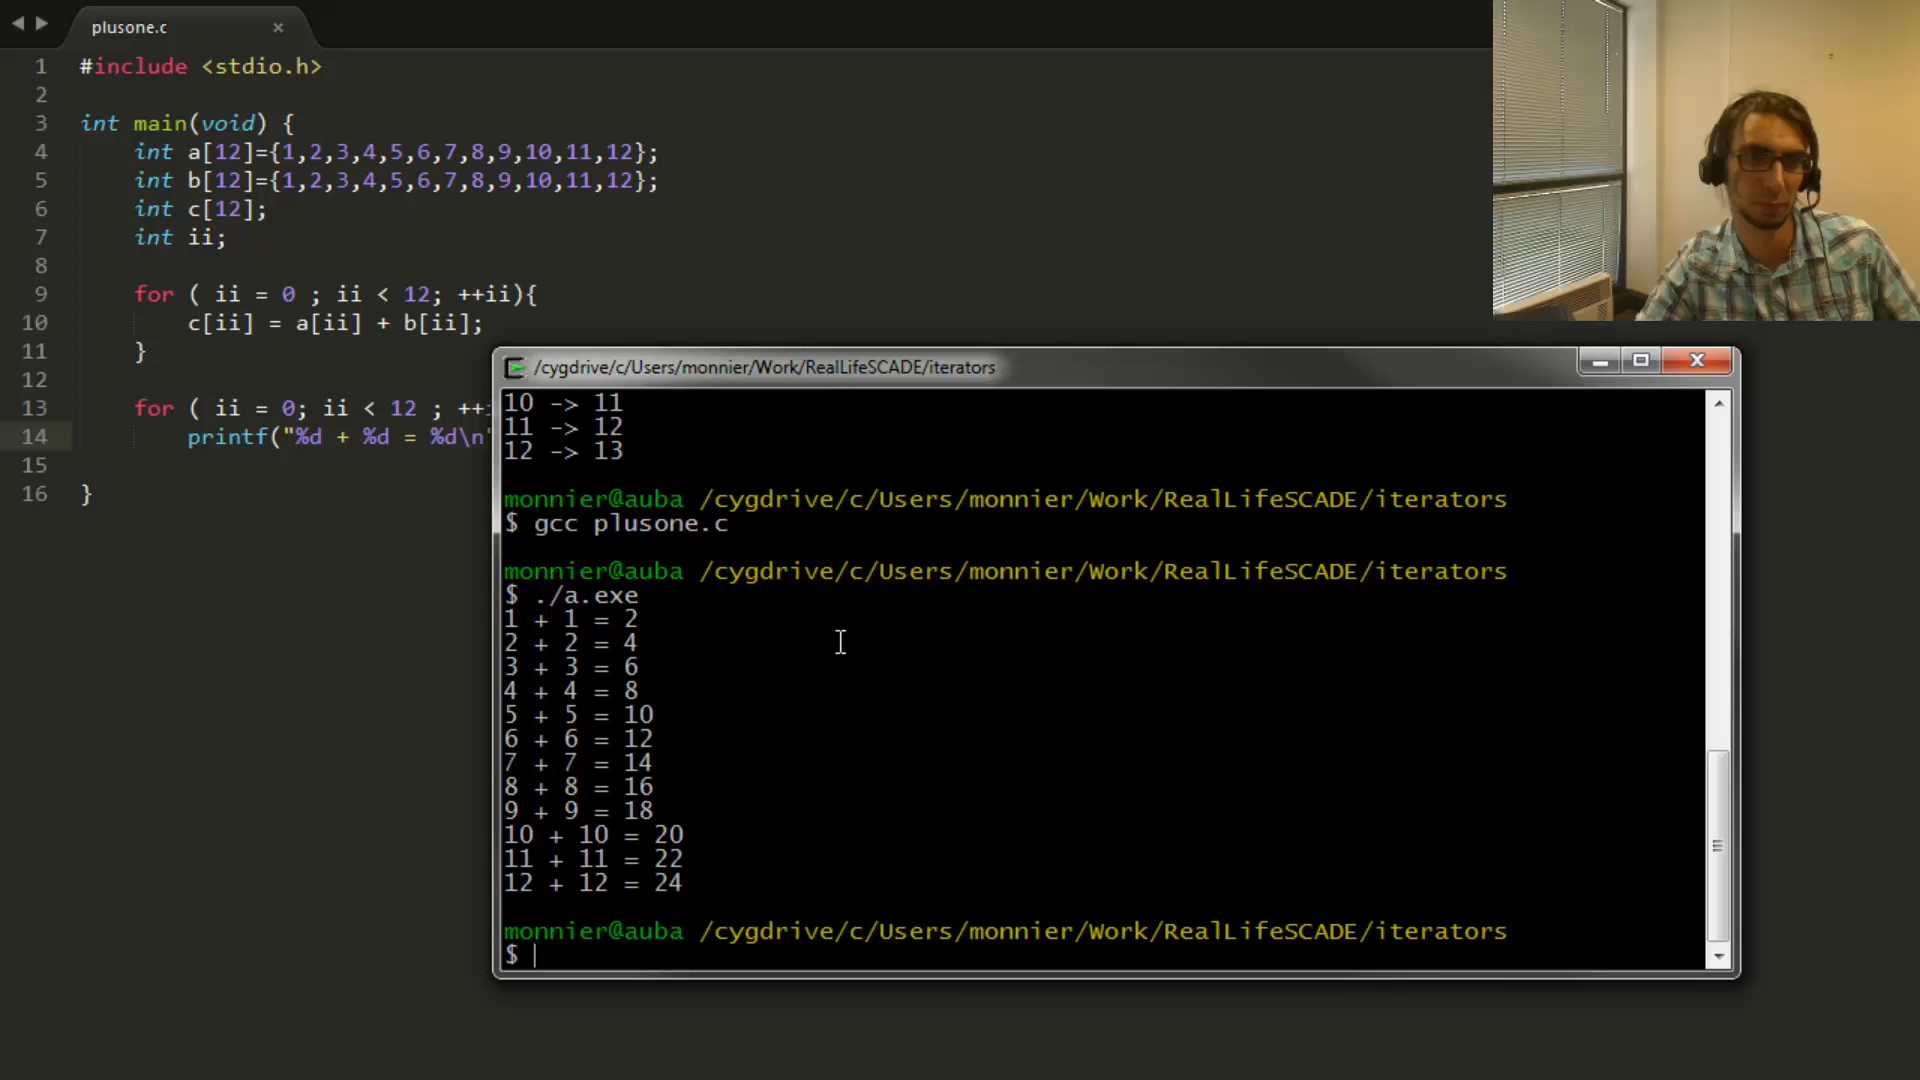 plusone.c
1 #include <stdio.h>
2
3 int main(void) {
4 int a[12]={1,2,3,4,5,6,7,8,9,10,11,12};
5 int b[12]={1,2,3,4,5,6,7,8,9,10,11,12};
6 int c[12];
7 int ii;
8
9 for ( ii = 0 ; ii < 12; ++ii){
10 c[ii] = a[ii] + b[ii];
11 }
12
13 for ( ii = 0; ii < 12 ; ++
14 printf("%d + %d = %d\n"
15
16 }
/cygdrive/c/Users/monnier/Work/RealLifeSCADE/iterators
10 -> 11
11 -> 12
12 -> 13
monnier@auba /cygdrive/c/Users/monnier/Work/RealLifeSCADE/iterators
$ gcc plusone.c
monnier@auba /cygdrive/c/Users/monnier/Work/RealLifeSCADE/iterators
$ ./a.exe
1 + 1 = 2
2 + 2 = 4
3 + 3 = 6
4 + 4 = 8
5 + 5 = 10
6 + 6 = 12
7 + 7 = 14
8 + 8 = 16
9 + 9 = 18
10 + 10 = 20
11 + 11 = 22
12 + 12 = 24
monnier@auba /cygdrive/c/Users/monnier/Work/RealLifeSCADE/iterators
$